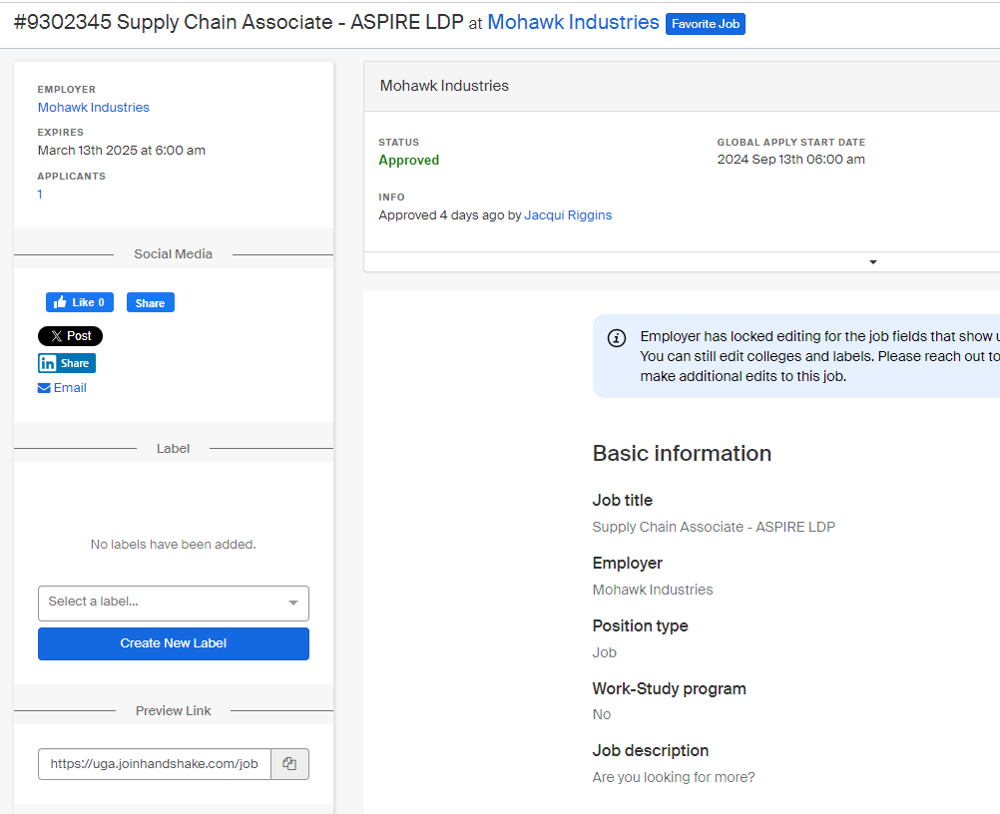 #9302345 Supply Chain Associate - ASPIRE LDP at Mohawk Industries Favorite Job
EMPLOYER
Mohawk Industries
EXPIRES
March 13th 2025 at 6:00 am
APPLICANTS
1
Social Media
Like 0 Share
X Post
in Share
Email
Label
No labels have been added.
Select a label...
Create New Label
Preview Link
https://uga.joinhandshake.com/job
Mohawk Industries
STATUS
Approved
GLOBAL APPLY START DATE
2024 Sep 13th 06:00 am
INFO
Approved 4 days ago by Jacqui Riggins
Employer has locked editing for the job fields that show u
You can still edit colleges and labels. Please reach out to
make additional edits to this job.
Basic information
Job title
Supply Chain Associate - ASPIRE LDP
Employer
Mohawk Industries
Position type
Job
Work-Study program
No
Job description
Are you looking for more?